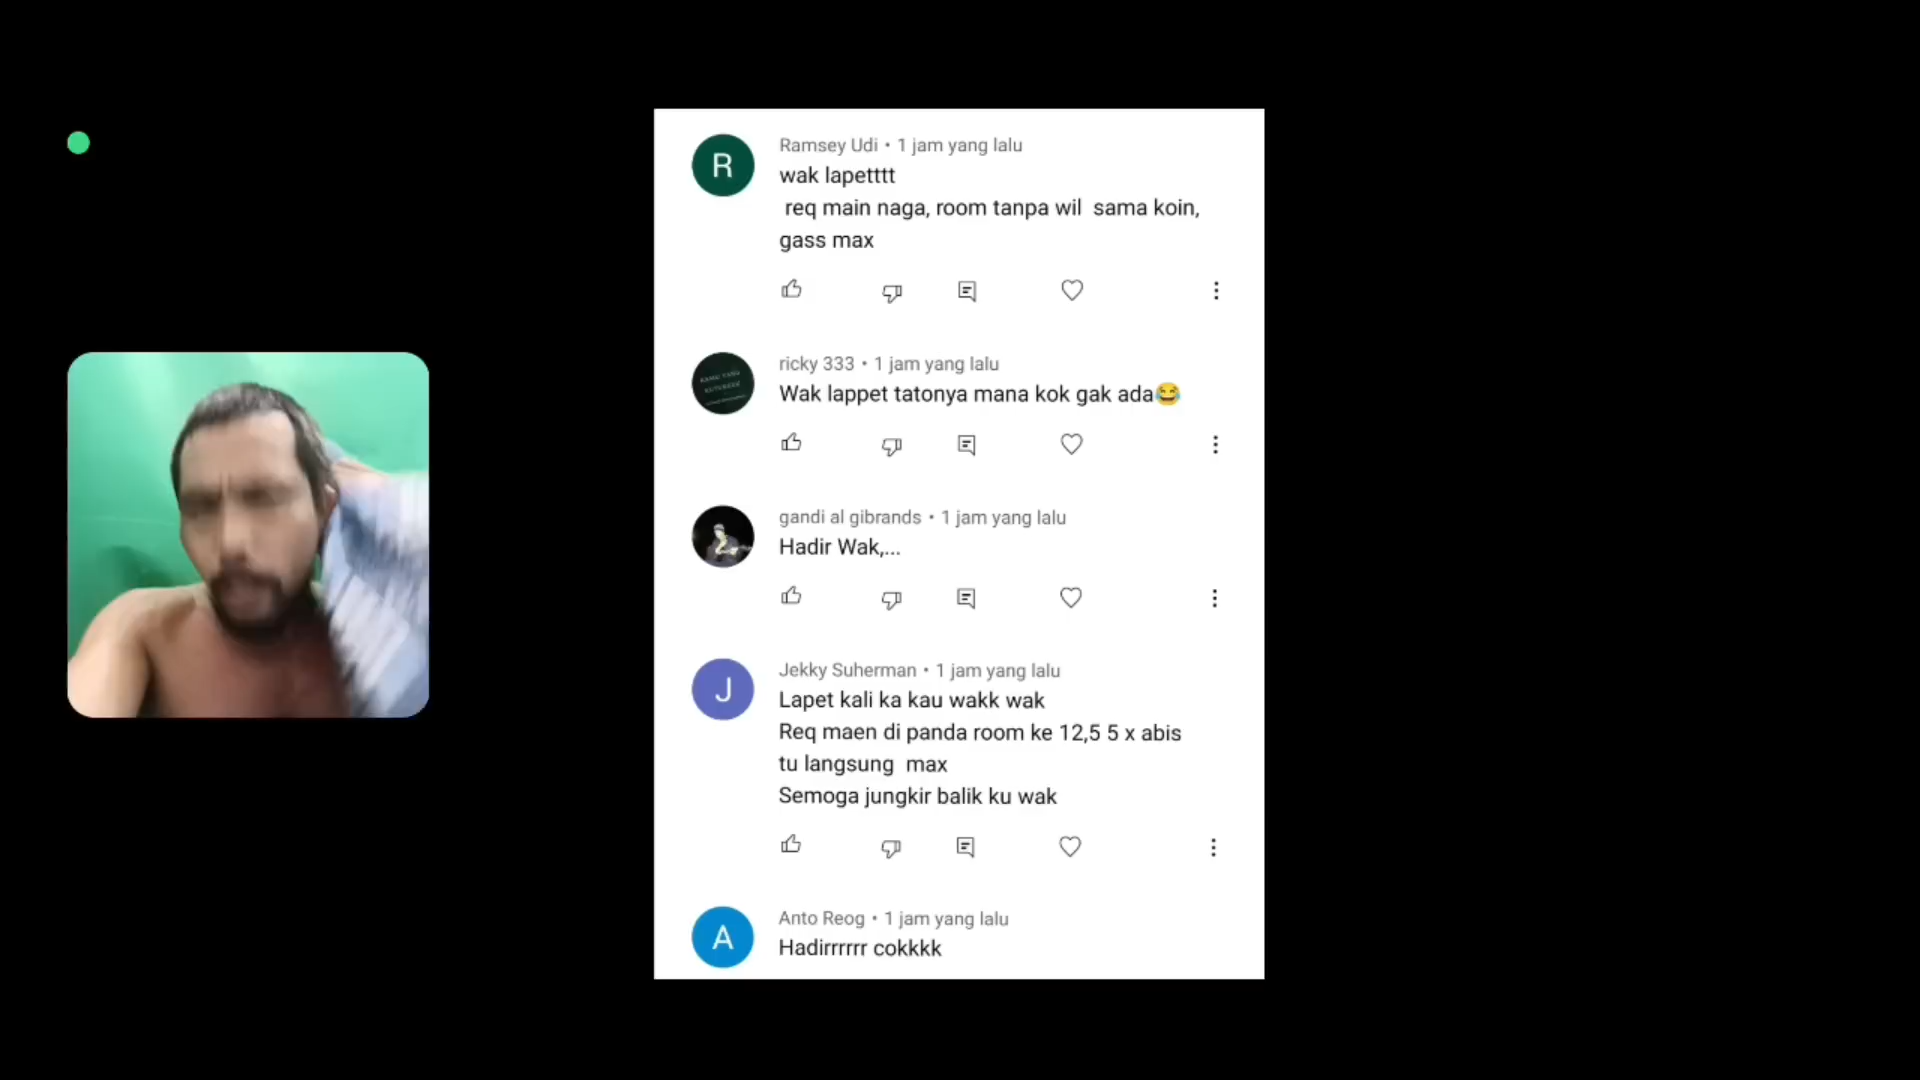 R
Ramsey Udi • 1 jam yang lalu
wak lapetttt
req main naga, room tanpa wil sama koin,
gass max
ricky 333 • 1 jam yang lalu
Wak lappet tatonya mana kok gak ada😂
gandi al gibrands • 1 jam yang lalu
Hadir Wak,...
J
Jekky Suherman • 1 jam yang lalu
Lapet kali ka kau wakk wak
Req maen di panda room ke 12,5 5 x abis
tu langsung max
Semoga jungkir balik ku wak
A
Anto Reog • 1 jam yang lalu
Hadirrrrrr cokkkk